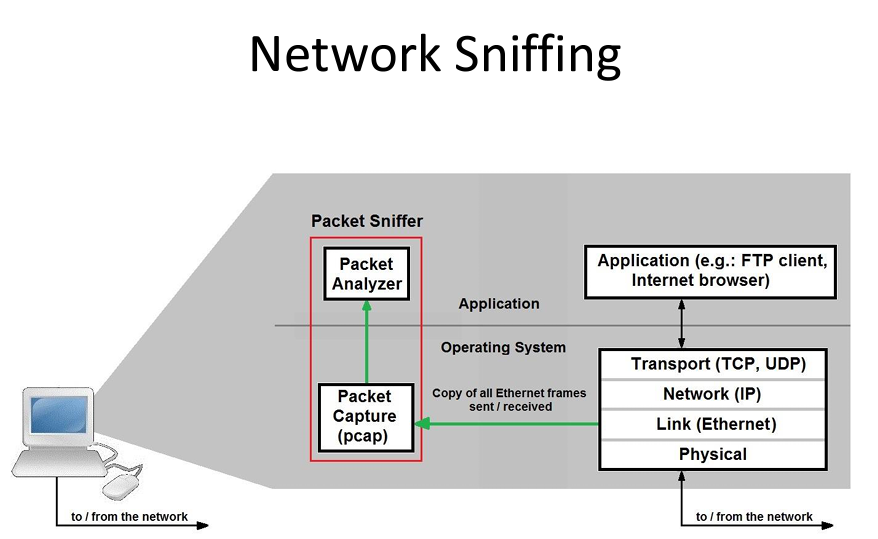 Network Sniffing
Packet Sniffer
Packet
Analyzer
Application (e.g.: FTP client,
Internet browser)
Application
Operating System
Transport (TCP, UDP)
Network (IP)
Link (Ethernet)
Physical
Copy of all Ethernet frames
sent / received
Packet
Capture
(pcap)
to / from the network
to / from the network